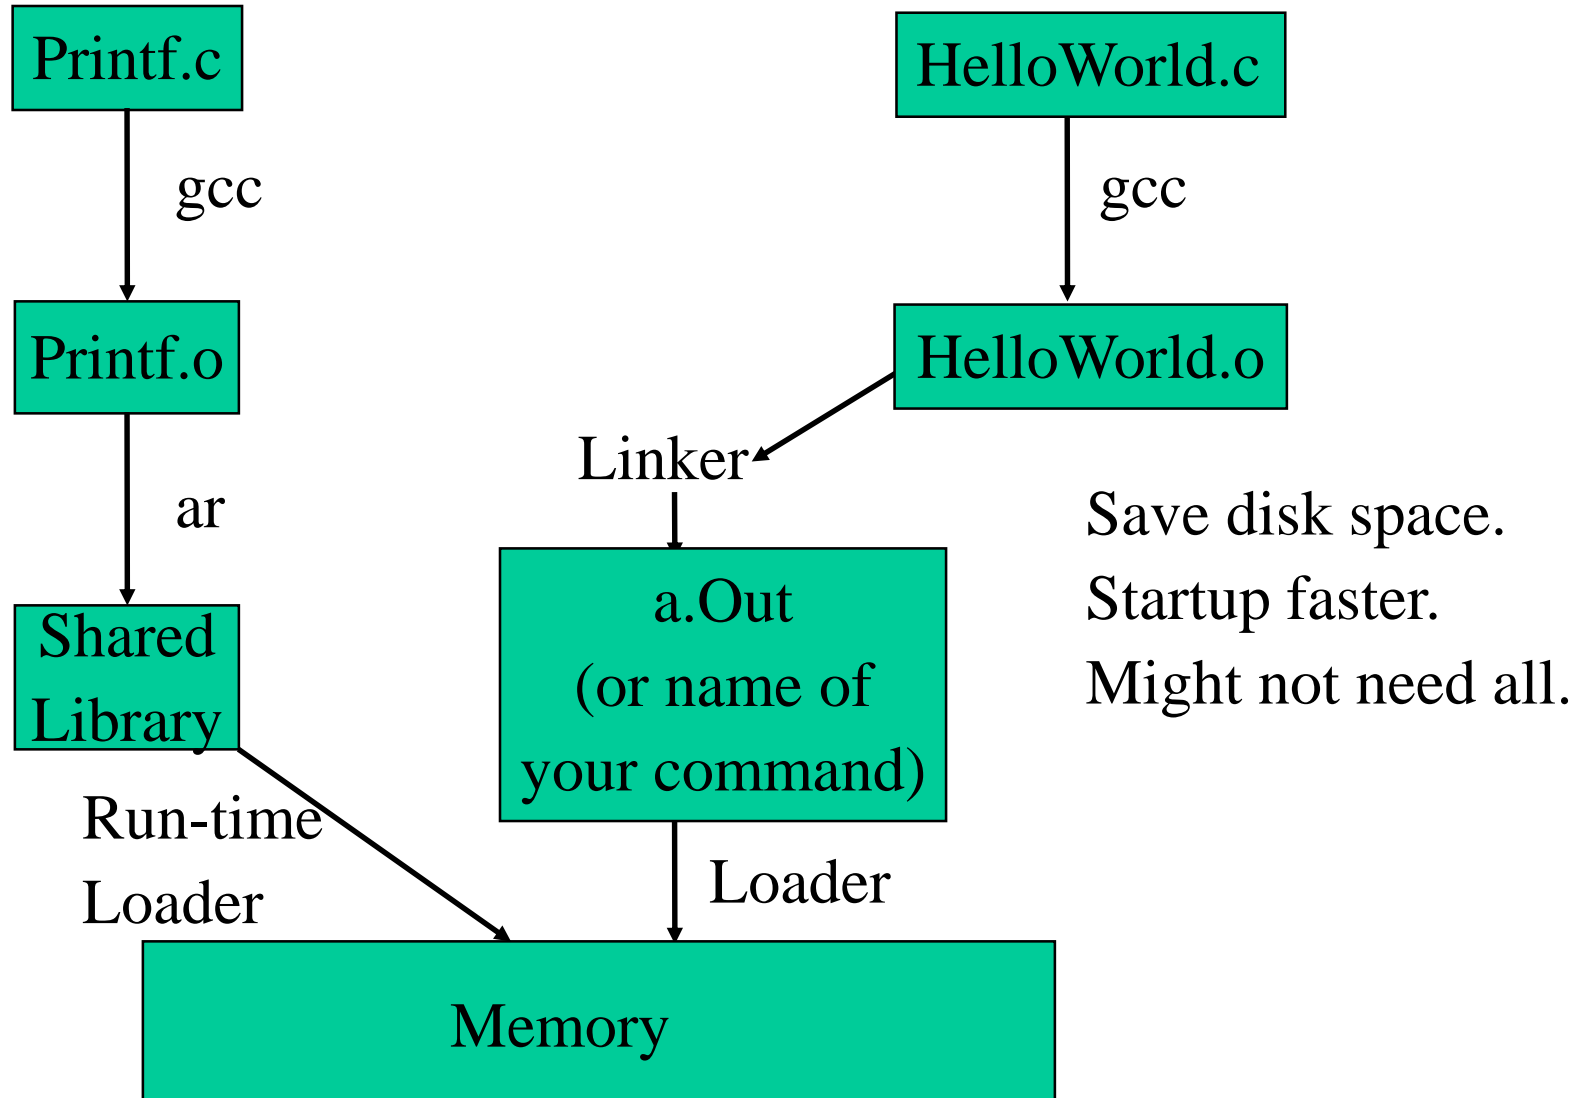 Printf.c
HelloWorld.c
gcc
gcc
Printf.o
HelloWorld.o
Linker
ar
Save disk space.
Startup faster.
Might not need all.
Shared
Library
a.Out
(or name of
your command)
Run-time
Loader
Loader
Memory